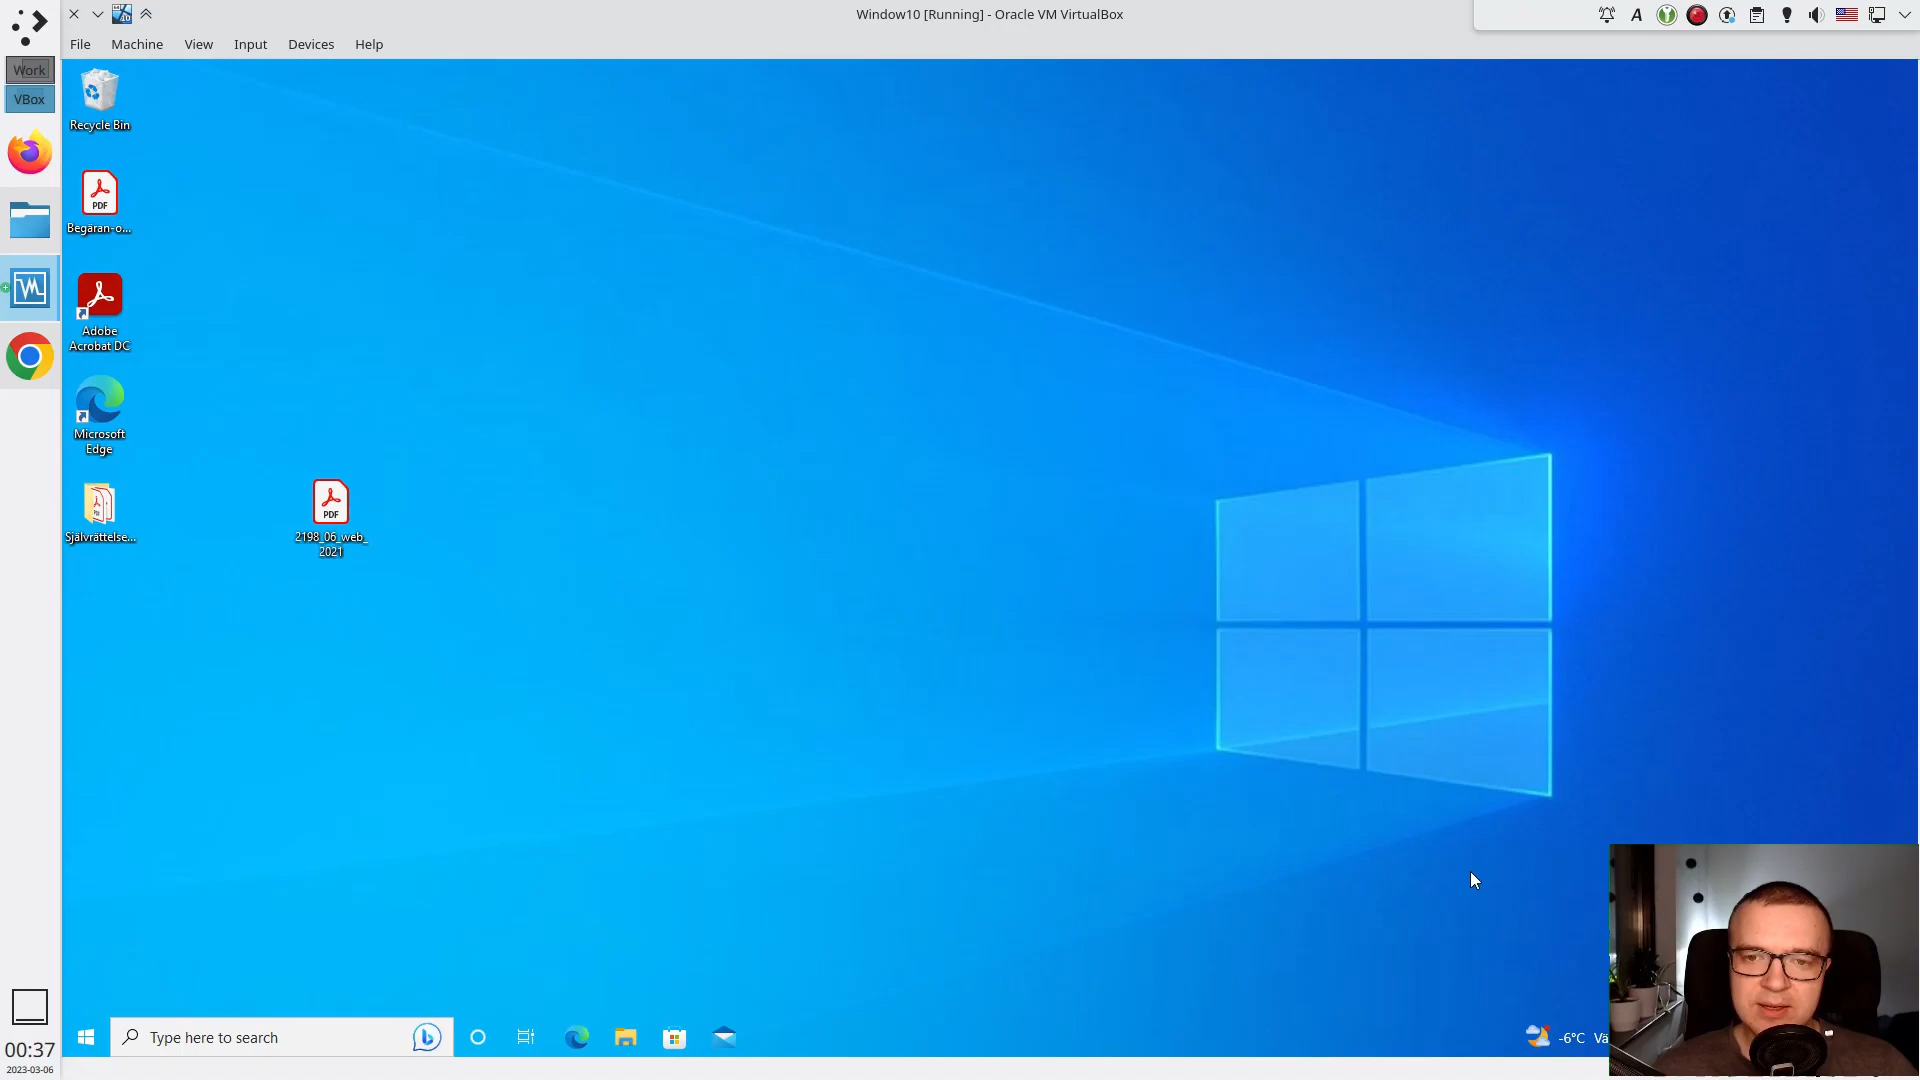 Window10 [Running] - Oracle VM VirtualBox
File Machine View Input Devices Help
Work
VBox
Recycle Bin
PDF
Begäran-o...
Adobe
Acrobat DC
Microsoft
Edge
Självrättelse...
PDF
2198_06_web_
2021
Type here to search
-6°C Vä
00:37
2023-03-06